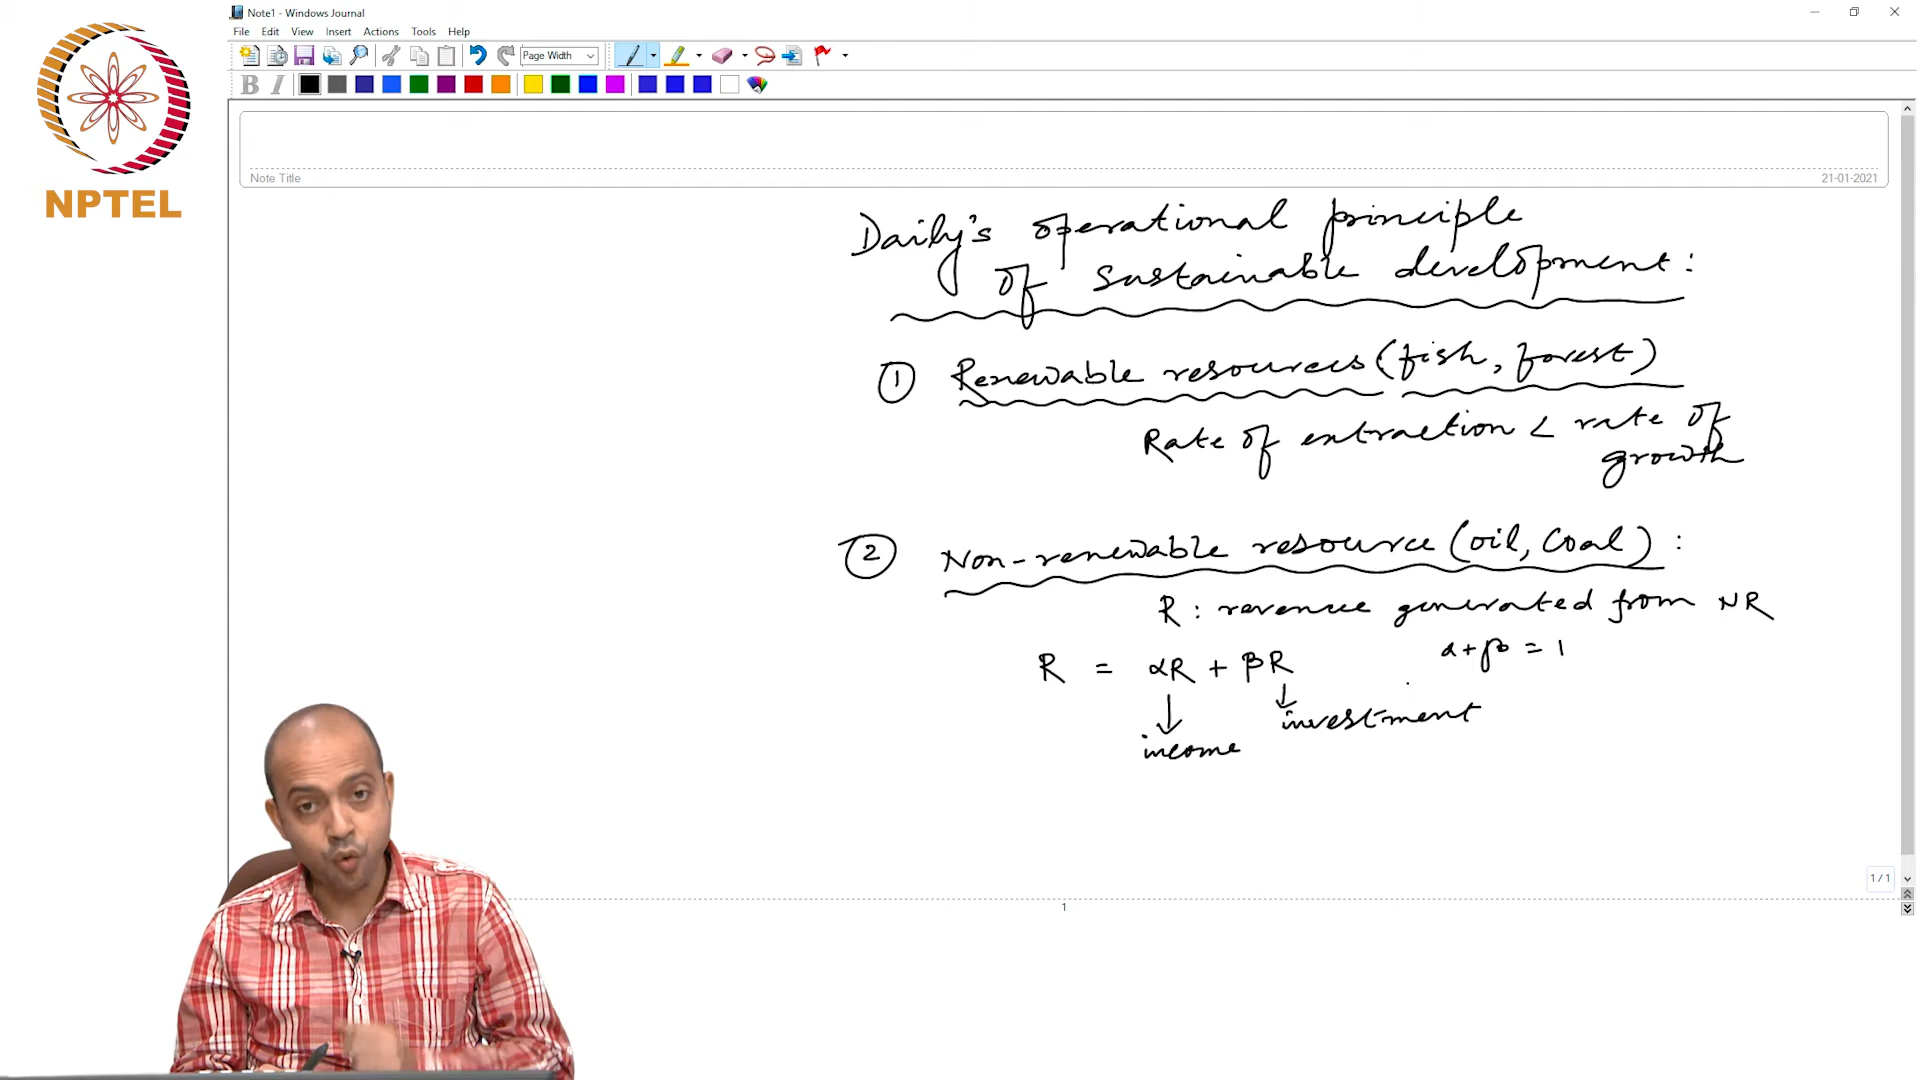 Note1 - Windows Journal
File Edit View Insert Actions Tools Help
Page Width
B I
NPTEL
Note Title
21-01-2021
Daily's operational principle
of sustainable development:
① Renewable resources (fish, forest)
Rate of extraction < rate of
growth
② Non-renewable resource (oil, coal) :
R : revenue generated from NR
R = αR + βR
α+β = 1
↓ ↓
investment
income
1/1
1